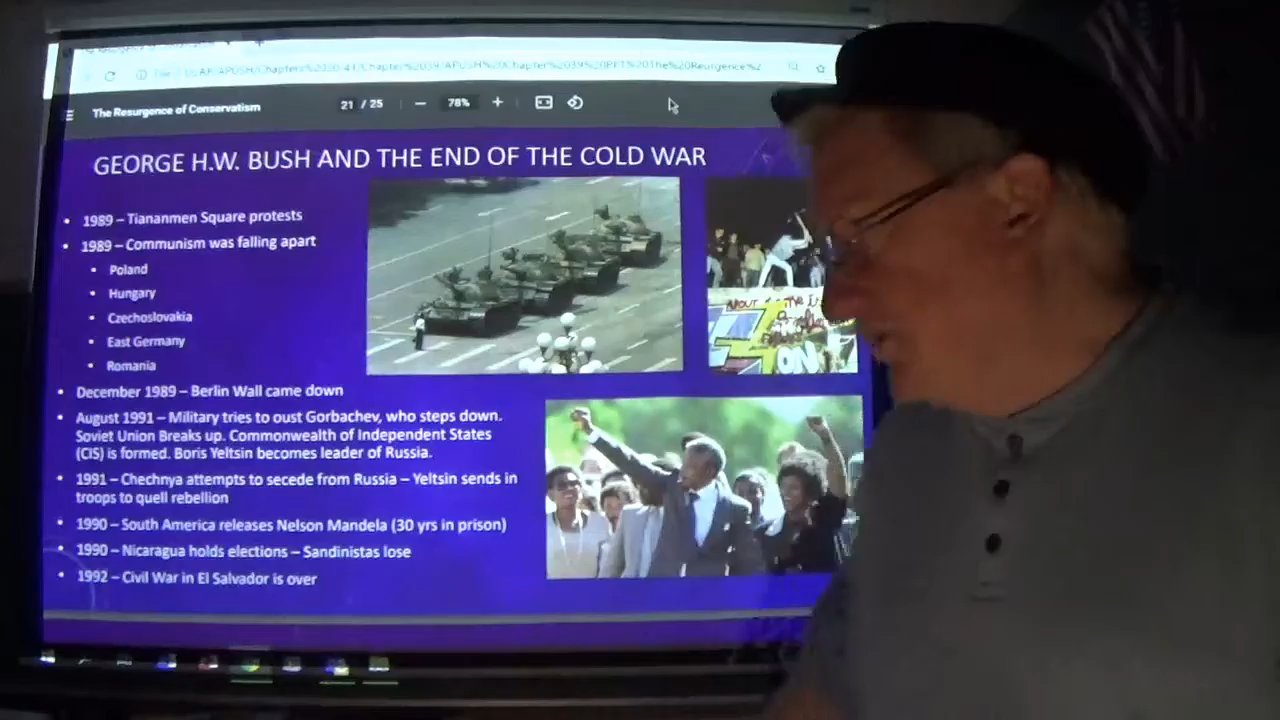 The Resurgence of Conservatism
21 / 25
78%
GEORGE H.W. BUSH AND THE END OF THE COLD WAR
1989 – Tiananmen Square protests
1989 – Communism was falling apart
Poland
Hungary
Czechoslovakia
East Germany
Romania
December 1989 – Berlin Wall came down
August 1991 – Military tries to oust Gorbachev, who steps down.
Soviet Union Breaks up. Commonwealth of Independent States
(CIS) is formed. Boris Yeltsin becomes leader of Russia.
1991 – Chechnya attempts to secede from Russia – Yeltsin sends in
troops to quell rebellion
1990 – South America releases Nelson Mandela (30 yrs in prison)
1990 – Nicaragua holds elections – Sandinistas lose
1992 – Civil War in El Salvador is over
ON